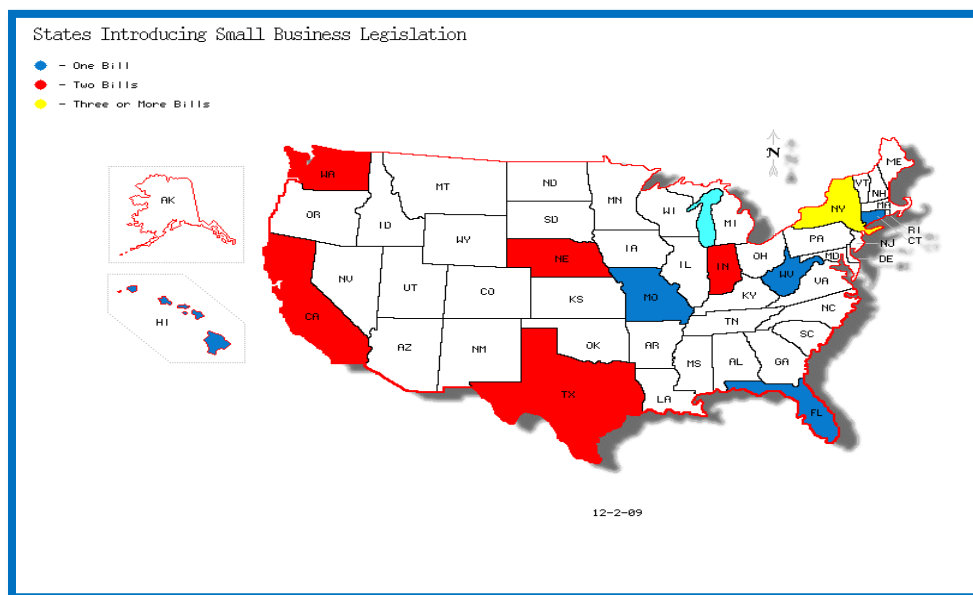 States Introducing Small Business Legislation
- One Bill
- Two Bills
- Three or More Bills
N
WA
MT
ND
MN
ME
VT
NH
AK
OR
ID
SD
WI
MI
NY
MA
WY
IA
PA
RI
CT
NJ
NE
IL
IN
OH
MD
DE
NV
UT
CO
WV
VA
HI
CA
KS
MO
KY
NC
AZ
NM
OK
AR
TN
SC
MS
AL
GA
TX
LA
FL
12-2-09